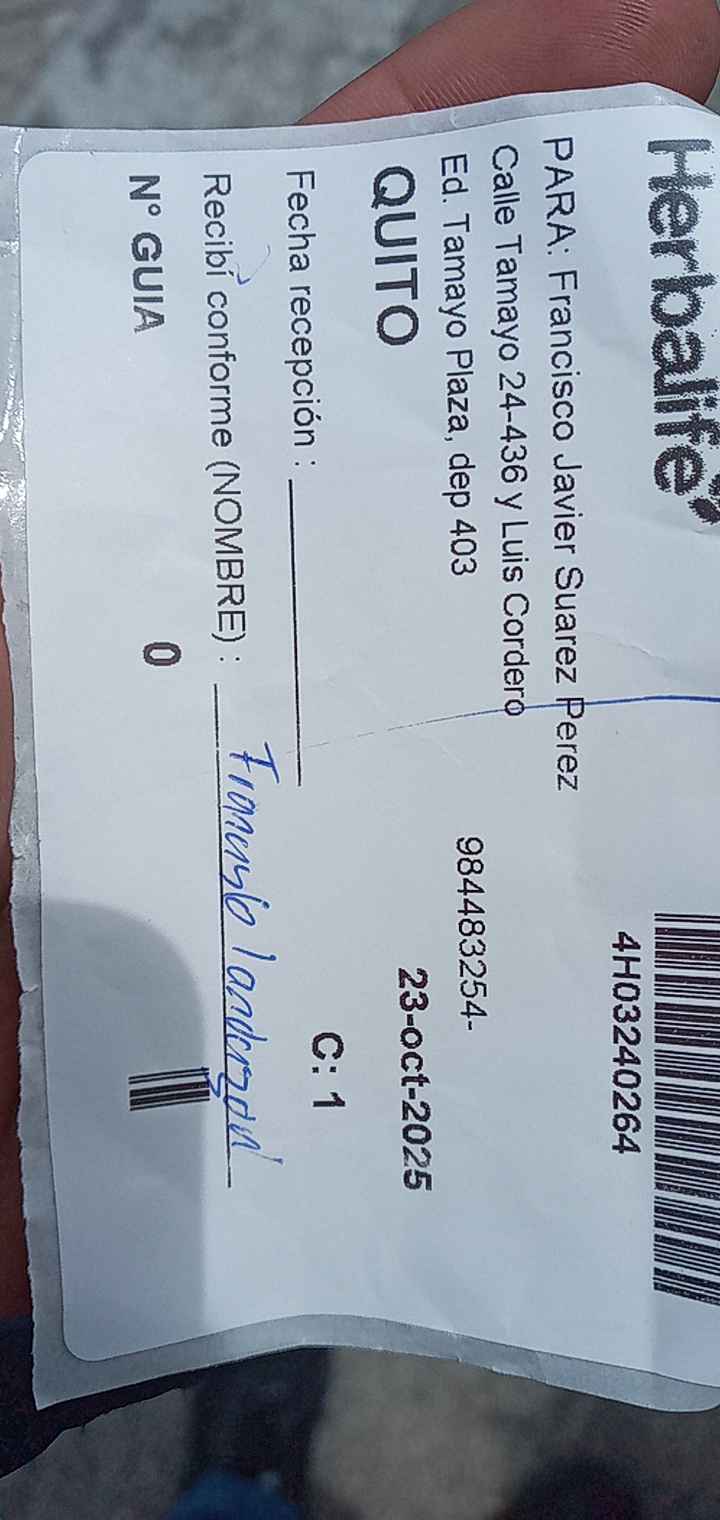 Herbalife
4H03240264
PARA: Francisco Javier Suarez Perez
Calle Tamayo 24-436 y Luis Cordero
Ed. Tamayo Plaza, dep 403
984483254-
QUITO
23-oct-2025
C: 1
Fecha recepción :
Recibí conforme (NOMBRE) :
N° GUIA
0